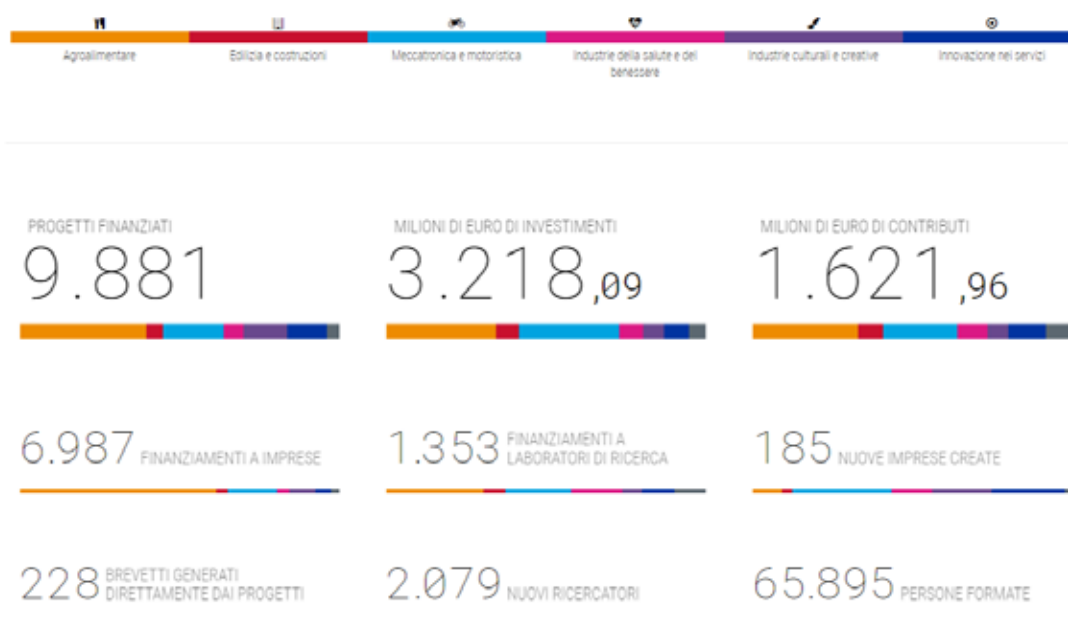 Agroalimentare
Edilizia e costruzioni
Meccatronica e motoristica
Industrie della salute e del
benessere
Industrie culturali e creative
Innovazione nei servizi
PROGETTI FINANZIATI
9.881
MILIONI DI EURO DI INVESTIMENTI
3.218,09
MILIONI DI EURO DI CONTRIBUTI
1.621,96
6.987 FINANZIAMENTI A IMPRESE
1.353 FINANZIAMENTI A
LABORATORI DI RICERCA
185 NUOVE IMPRESE CREATE
228 BREVETTI GENERATI
DIRETTAMENTE DAI PROGETTI
2.079 NUOVI RICERCATORI
65.895 PERSONE FORMATE